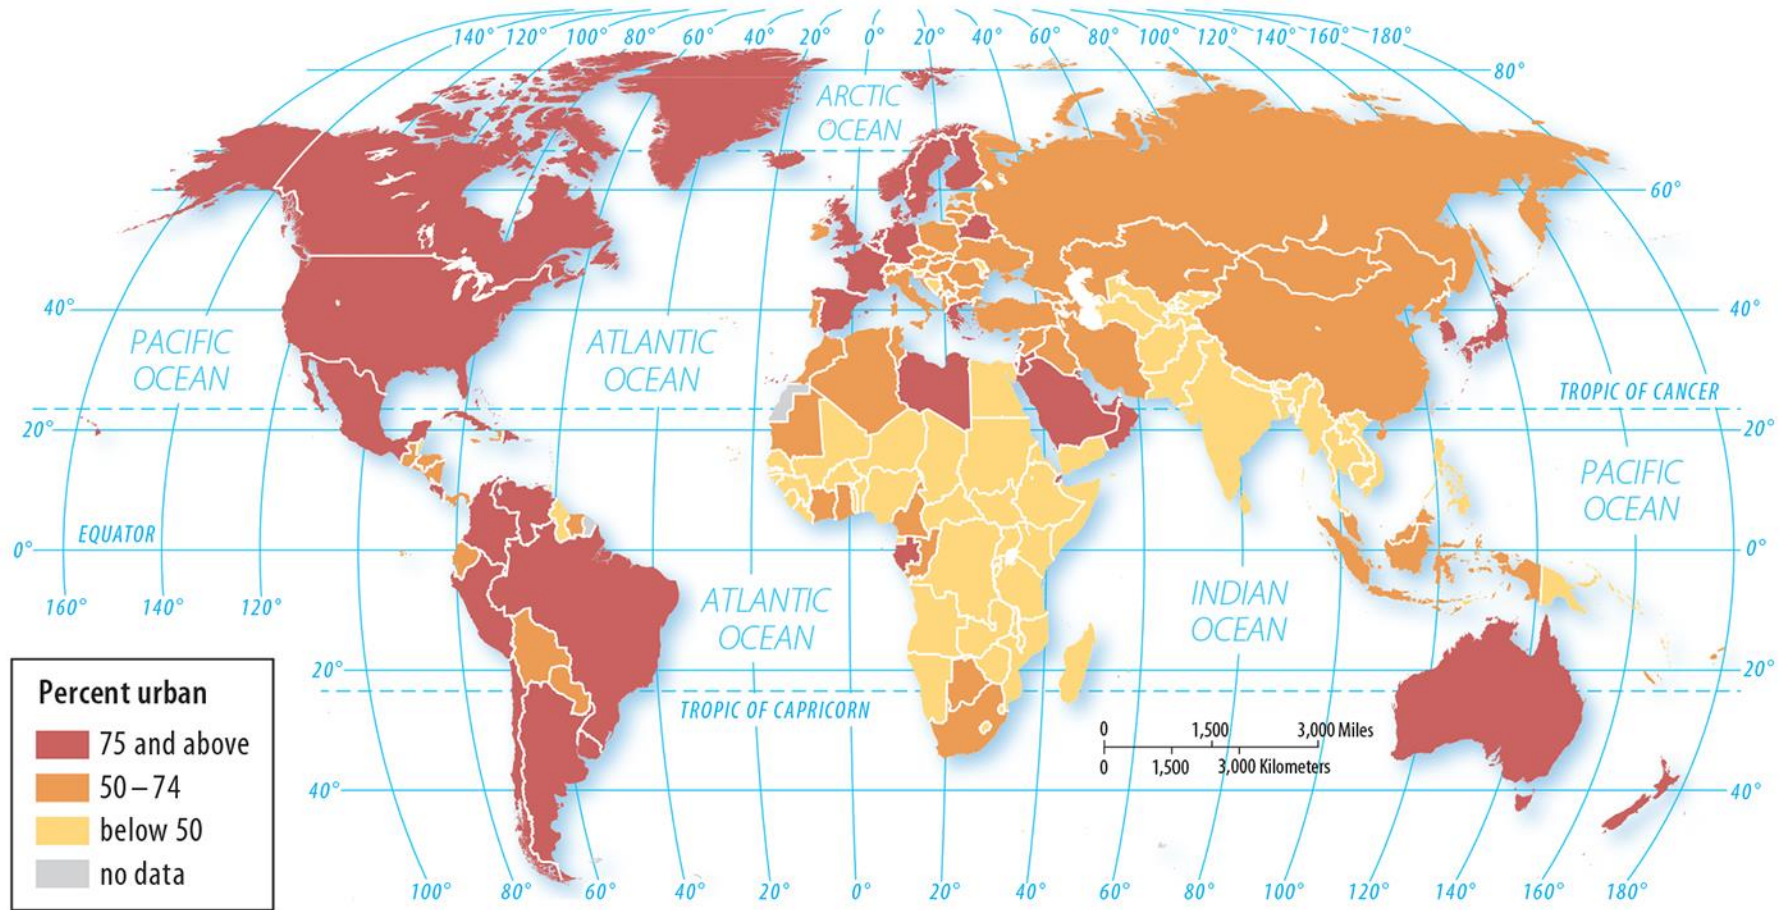 140° 120° 100° 80° 60° 40° 20° 0° 20° 40° 60° 80° 100° 120° 140° 160° 180°
80°
ARCTIC
OCEAN
60°
40°
40°
PACIFIC
OCEAN
ATLANTIC
OCEAN
TROPIC OF CANCER
20°
20°
PACIFIC
OCEAN
EQUATOR
0°
0°
160° 140° 120°
ATLANTIC
OCEAN
INDIAN
OCEAN
20°
20°
TROPIC OF CAPRICORN
0 1,500 3,000 Miles
0 1,500 3,000 Kilometers
40°
40°
Percent urban
75 and above
50–74
below 50
no data
100° 80° 60° 40° 20° 0° 20° 40° 60° 80° 100° 120° 140° 160° 180°